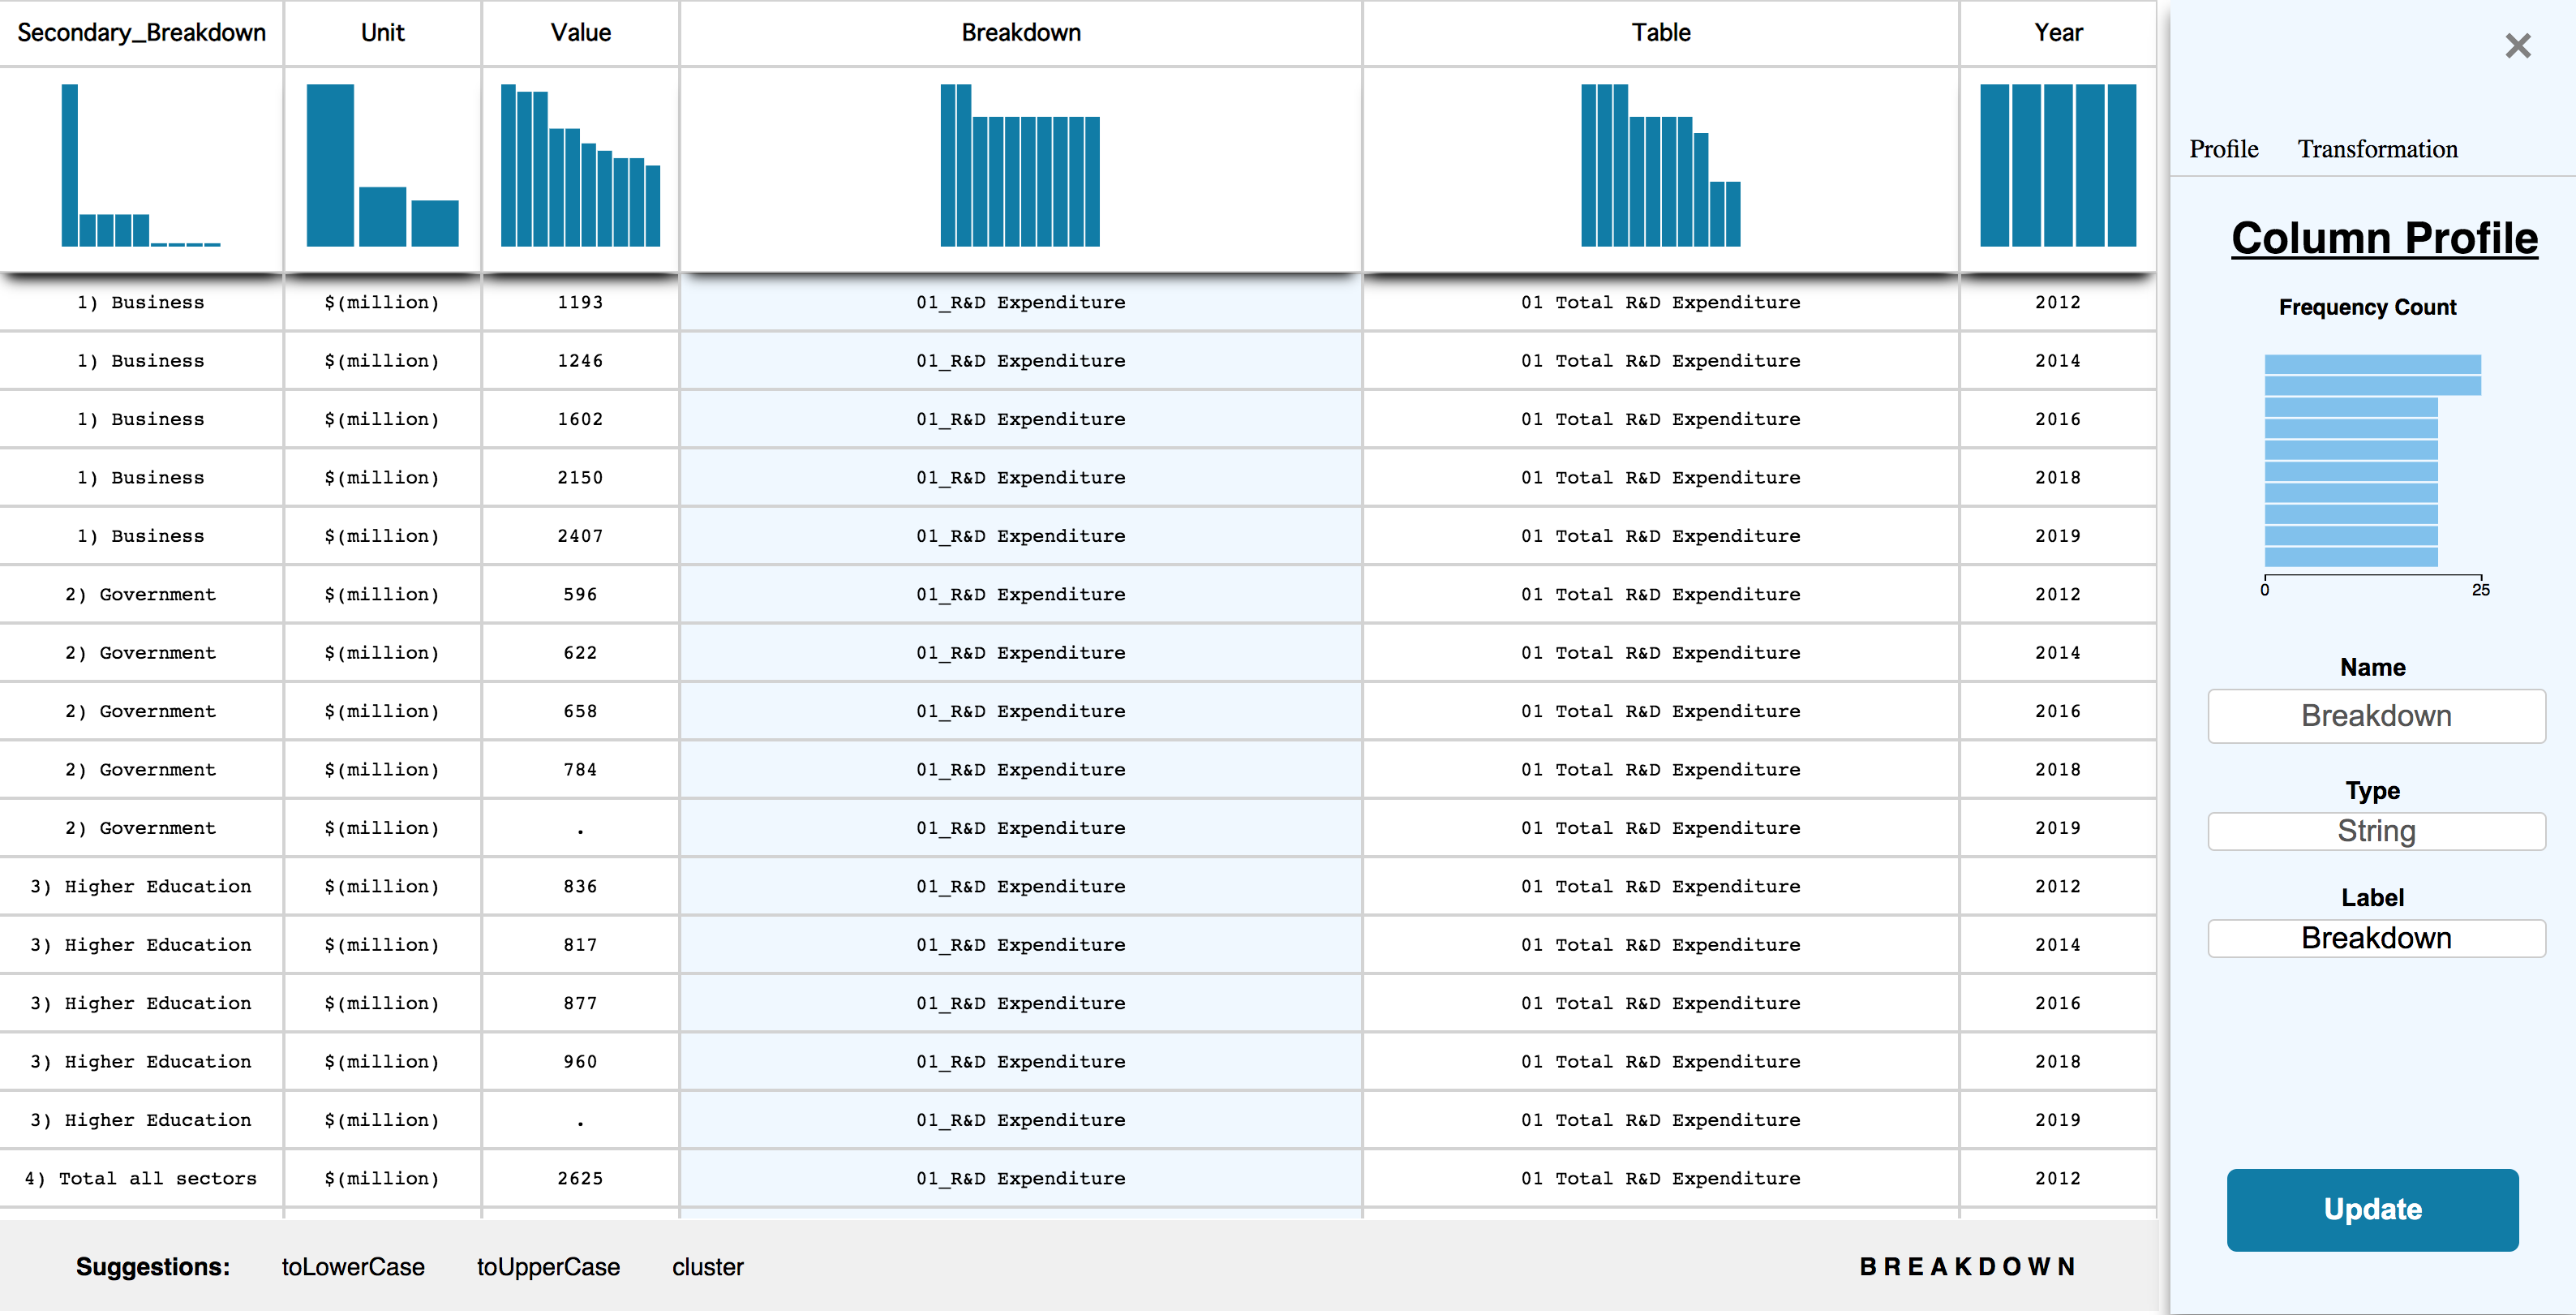 Secondary_Breakdown Unit Value Breakdown Table Year
1) Business $(million) 1193 01_R&D Expenditure 01 Total R&D Expenditure 2012
1) Business $(million) 1246 01_R&D Expenditure 01 Total R&D Expenditure 2014
1) Business $(million) 1602 01_R&D Expenditure 01 Total R&D Expenditure 2016
1) Business $(million) 2150 01_R&D Expenditure 01 Total R&D Expenditure 2018
1) Business $(million) 2407 01_R&D Expenditure 01 Total R&D Expenditure 2019
2) Government $(million) 596 01_R&D Expenditure 01 Total R&D Expenditure 2012
2) Government $(million) 622 01_R&D Expenditure 01 Total R&D Expenditure 2014
2) Government $(million) 658 01_R&D Expenditure 01 Total R&D Expenditure 2016
2) Government $(million) 784 01_R&D Expenditure 01 Total R&D Expenditure 2018
2) Government $(million) . 01_R&D Expenditure 01 Total R&D Expenditure 2019
3) Higher Education $(million) 836 01_R&D Expenditure 01 Total R&D Expenditure 2012
3) Higher Education $(million) 817 01_R&D Expenditure 01 Total R&D Expenditure 2014
3) Higher Education $(million) 877 01_R&D Expenditure 01 Total R&D Expenditure 2016
3) Higher Education $(million) 960 01_R&D Expenditure 01 Total R&D Expenditure 2018
3) Higher Education $(million) . 01_R&D Expenditure 01 Total R&D Expenditure 2019
4) Total all sectors $(million) 2625 01_R&D Expenditure 01 Total R&D Expenditure 2012
Suggestions: toLowerCase toUpperCase cluster BREAKDOWN
×
Profile Transformation
Column Profile
Frequency Count
0 25
Name
Breakdown
Type
String
Label
Breakdown
Update